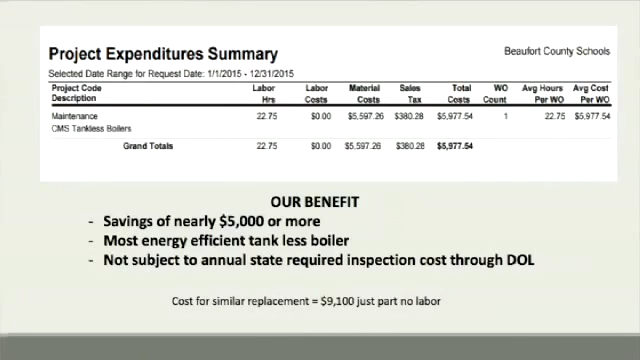 Project Expenditures Summary
Beaufort County Schools
Selected Date Range for Request Date: 1/1/2015 - 12/31/2015
Project Code Description Labor Hrs Labor Costs Material Costs Sales Tax Total Costs WO Count Avg Hours Per WO Avg Cost Per WO
Maintenance 22.75 $0.00 $5,597.26 $380.28 $5,977.54 1 22.75 $5,977.54
CMS Tankless Boilers
Grand Totals 22.75 $0.00 $5,597.26 $380.28 $5,977.54
OUR BENEFIT
- Savings of nearly $5,000 or more
- Most energy efficient tank less boiler
- Not subject to annual state required inspection cost through DOL
Cost for similar replacement = $9,100 just part no labor